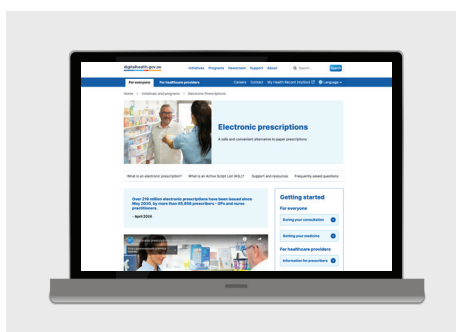 digitalhealth.gov.au
Initiatives Programs Newsroom Support About Search Search
For everyone For healthcare providers Careers Contact My Health Record Language
Home > Initiatives and programs > Electronic Prescriptions
Electronic prescriptions
A safe and convenient alternative to paper prescriptions
What is an electronic prescription? What is an Active Script List (ASL)? Support and resources Frequently asked questions
Over 219 million electronic prescriptions have been issued since
May 2020, by more than prescribers - GPs and nurse
practitioners.
- April 2024
Getting started
For everyone
During your consultation
Getting your medicine
For healthcare providers
Information for prescribers